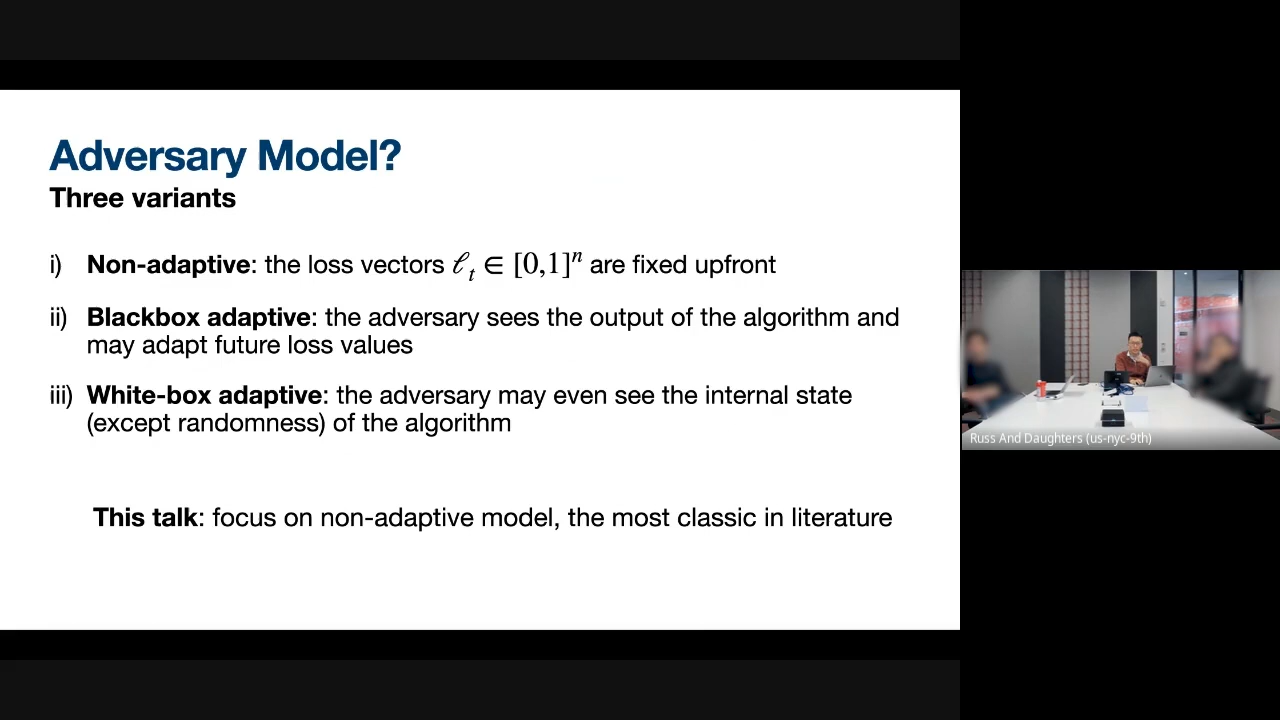 Adversary Model?
Three variants
i) Non-adaptive: the loss vectors ℓ_t ∈ [0,1]^n are fixed upfront
ii) Blackbox adaptive: the adversary sees the output of the algorithm and
may adapt future loss values
iii) White-box adaptive: the adversary may even see the internal state
(except randomness) of the algorithm
This talk: focus on non-adaptive model, the most classic in literature
Russ And Daughters (us-nyc-9th)